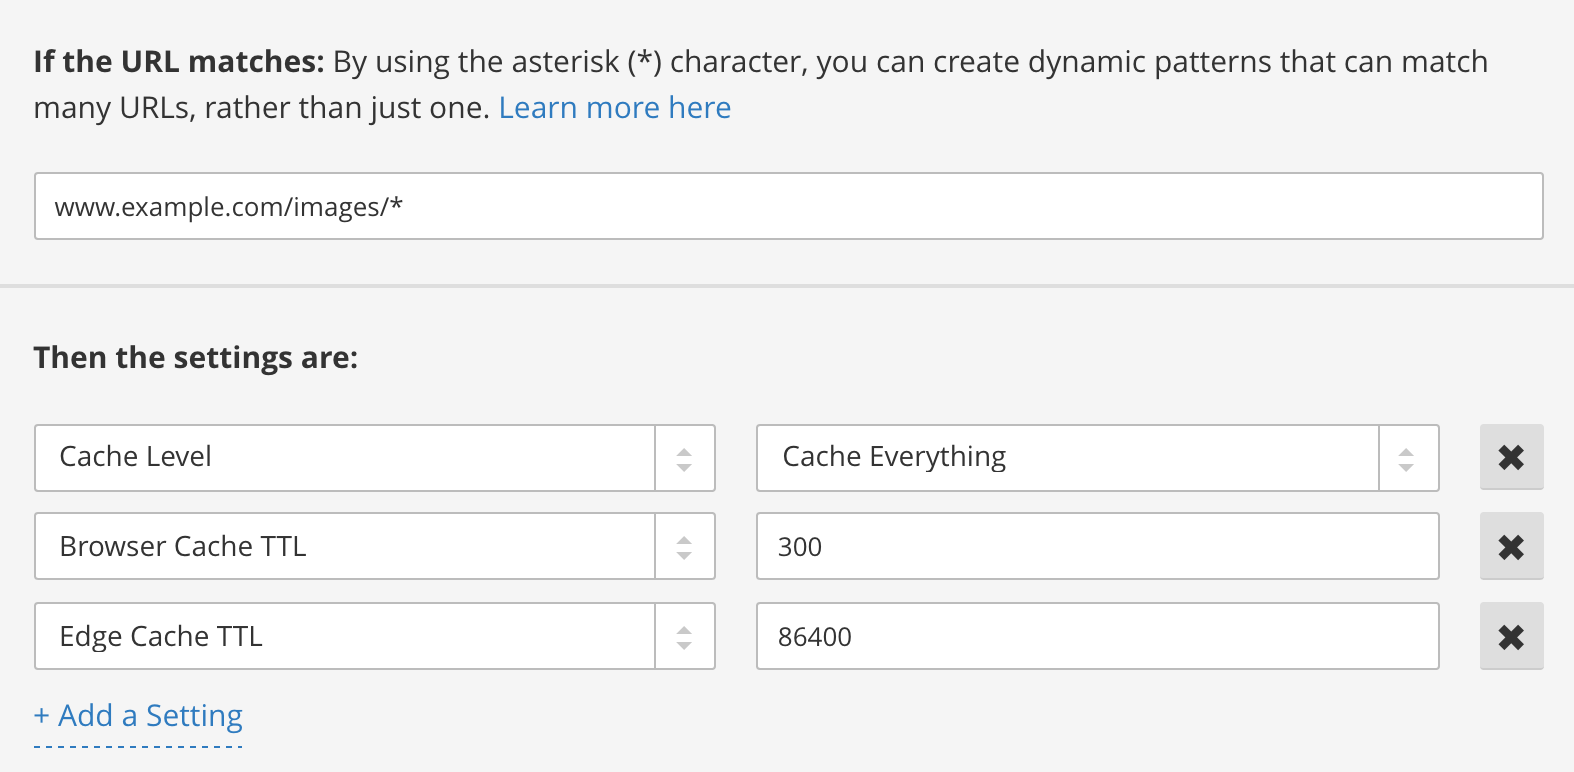 If the URL matches: By using the asterisk (*) character, you can create dynamic patterns that can match
many URLs, rather than just one. Learn more here
www.example.com/images/*
Then the settings are:
Cache Level Cache Everything
Browser Cache TTL 300
Edge Cache TTL 86400
+ Add a Setting